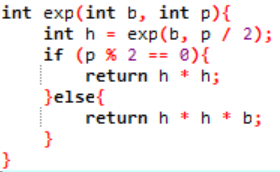 int exp(int b, int p){
    int h = exp(b, p / 2);
    if (p % 2 == 0){
        return h * h;
    }else{
        return h * h * b;
    }
}